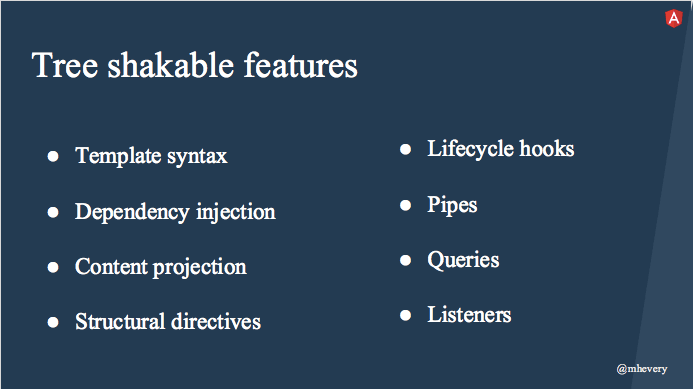 Tree shakable features
● Template syntax
● Dependency injection
● Content projection
● Structural directives
● Lifecycle hooks
● Pipes
● Queries
● Listeners
@mhevery
A